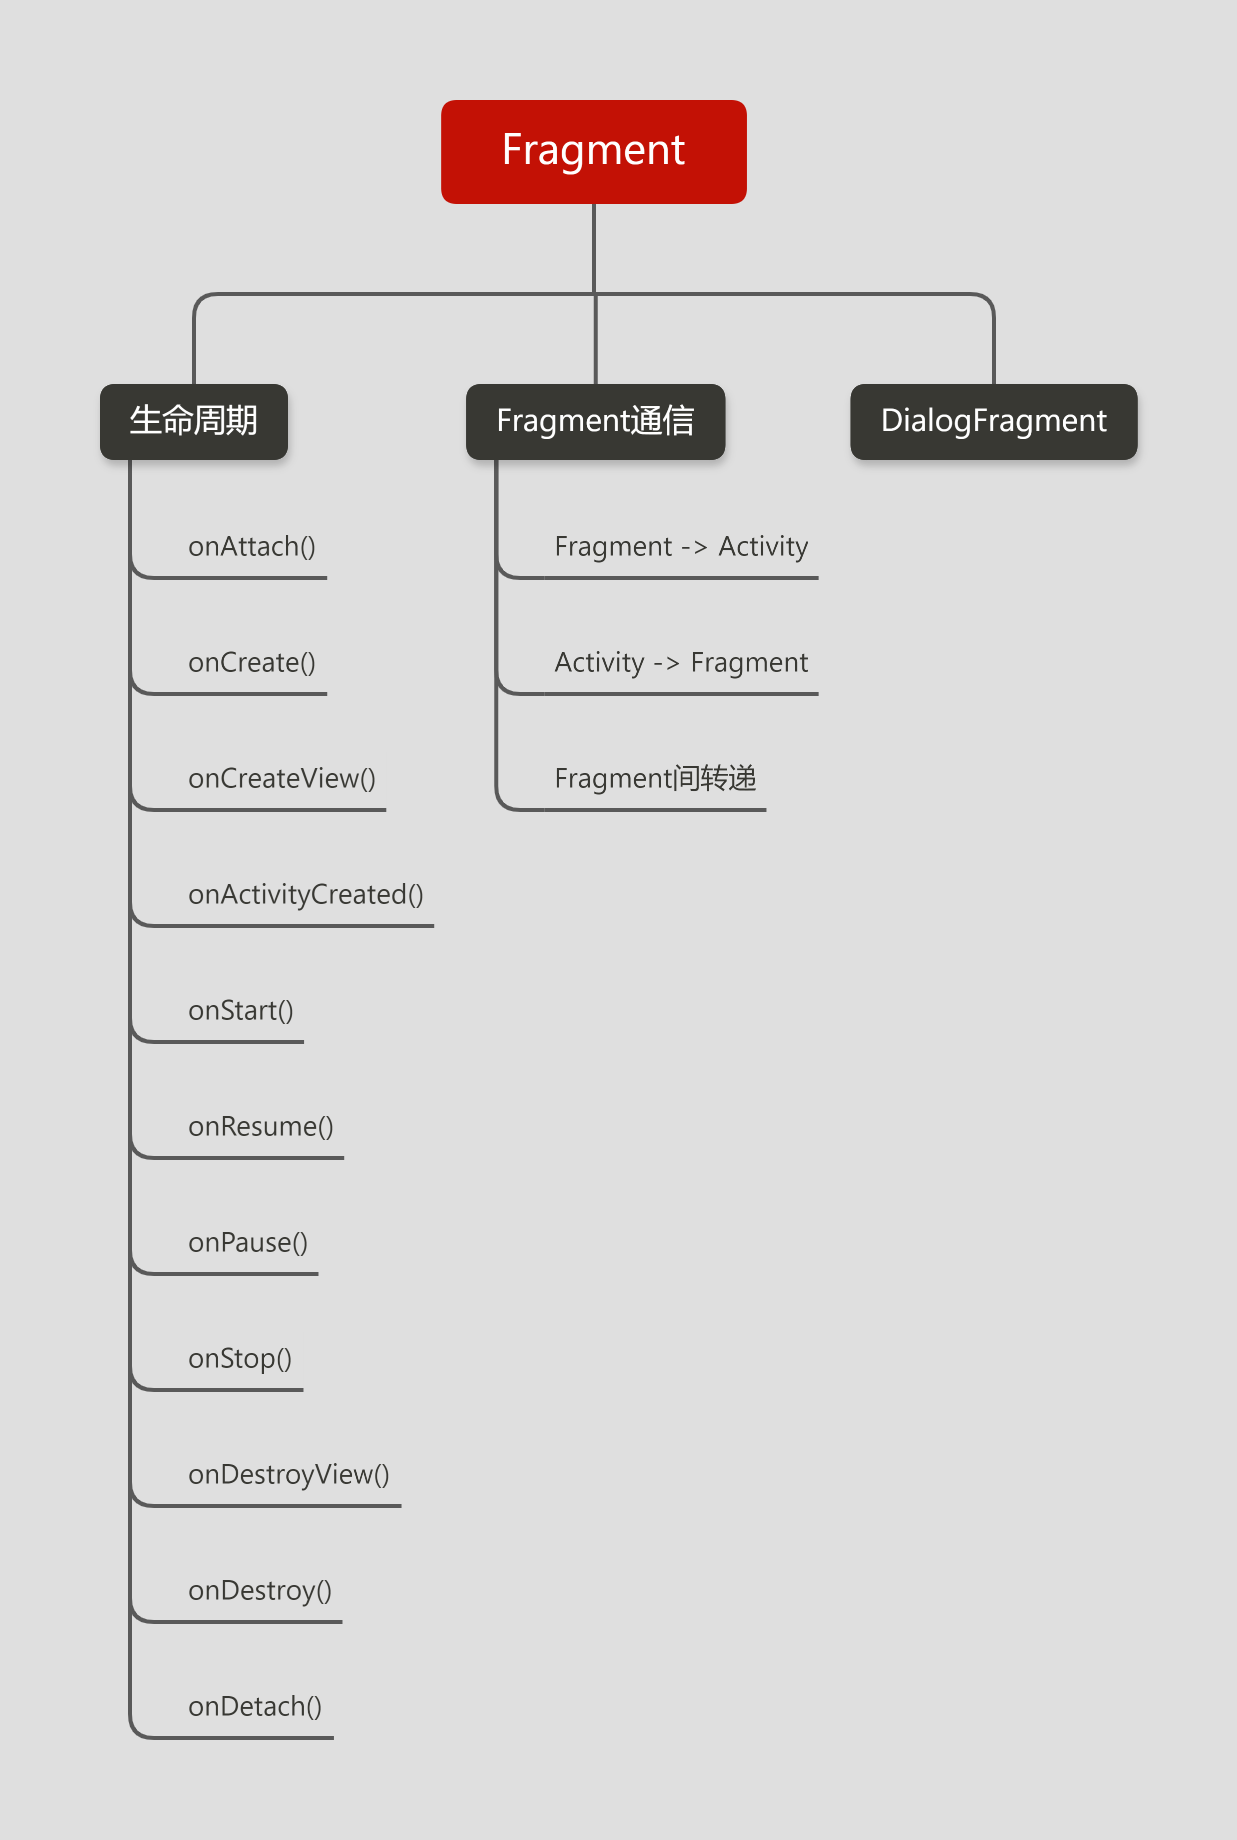 Fragment
生命周期
onAttach()
onCreate()
onCreateView()
onActivityCreated()
onStart()
onResume()
onPause()
onStop()
onDestroyView()
onDestroy()
onDetach()
Fragment通信
Fragment -> Activity
Activity -> Fragment
Fragment间转递
DialogFragment